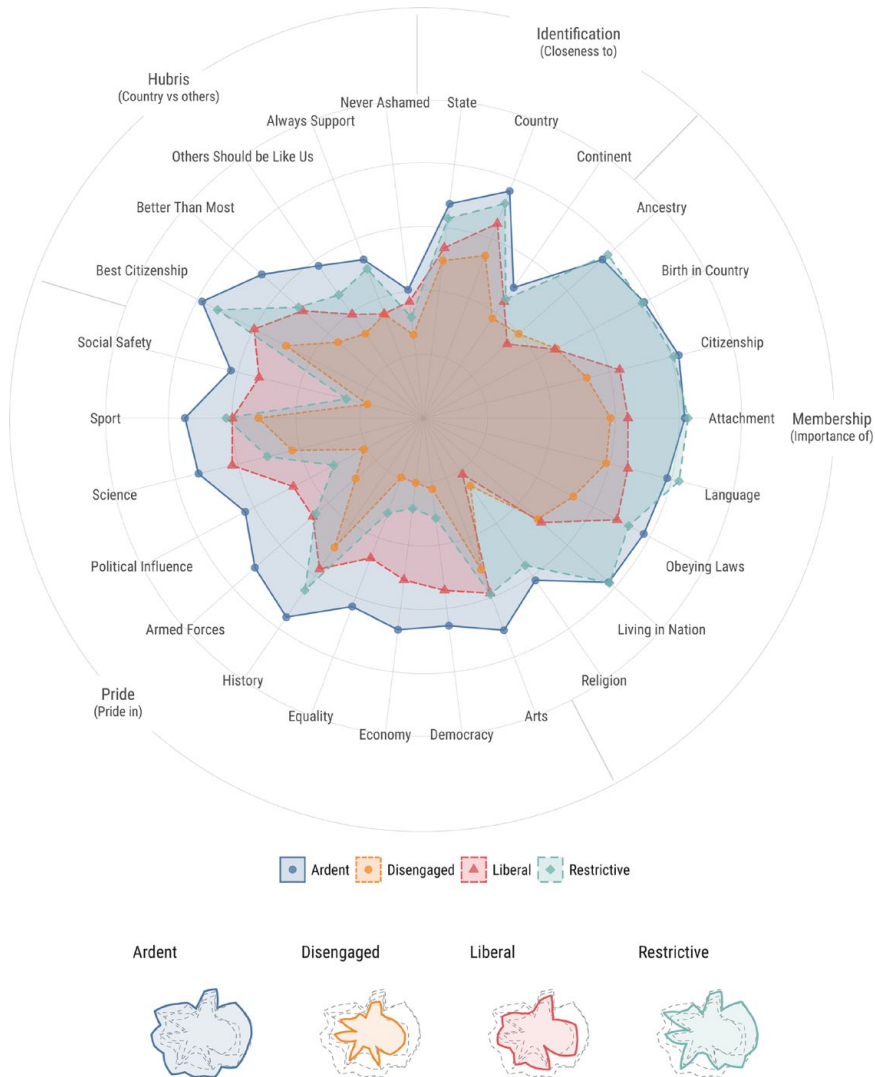 Identification
(Closeness to)
Hubris
(Country vs others)
Never Ashamed
State
Always Support
Country
Others Should be Like Us
Continent
Better Than Most
Ancestry
Best Citizenship
Birth in Country
Social Safety
Citizenship
Sport
Attachment
Membership
(Importance of)
Science
Language
Political Influence
Obeying Laws
Armed Forces
Living in Nation
History
Religion
Pride
(Pride in)
Equality
Arts
Economy
Democracy
Ardent
Disengaged
Liberal
Restrictive
Ardent
Disengaged
Liberal
Restrictive